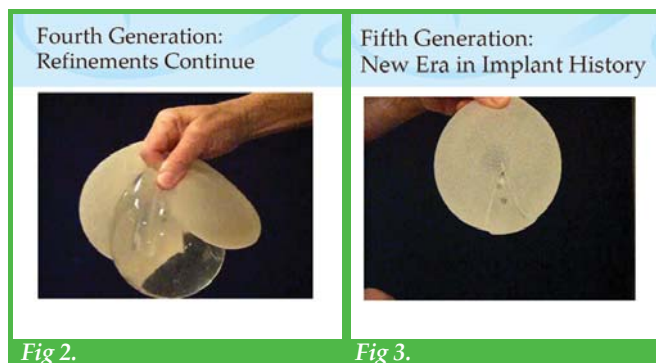 Fourth Generation:
Refinements Continue
Fifth Generation:
New Era in Implant History
Fig 2.
Fig 3.